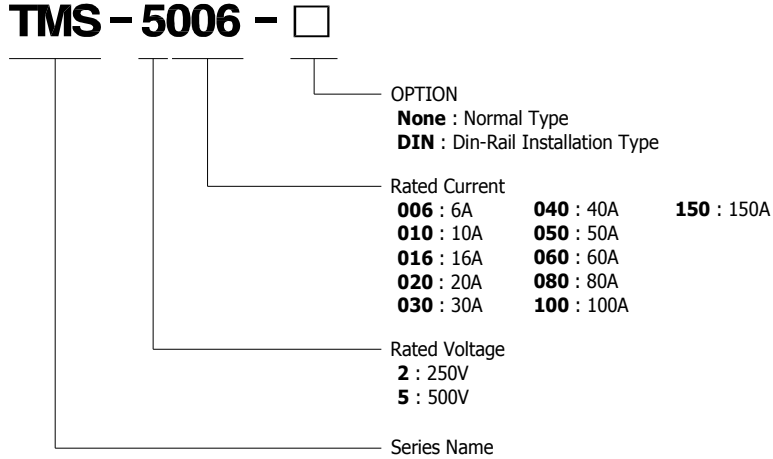 TMS - 5006 - □
OPTION
None : Normal Type
DIN : Din-Rail Installation Type
Rated Current
006 : 6A 040 : 40A 150 : 150A
010 : 10A 050 : 50A
016 : 16A 060 : 60A
020 : 20A 080 : 80A
030 : 30A 100 : 100A
Rated Voltage
2 : 250V
5 : 500V
Series Name